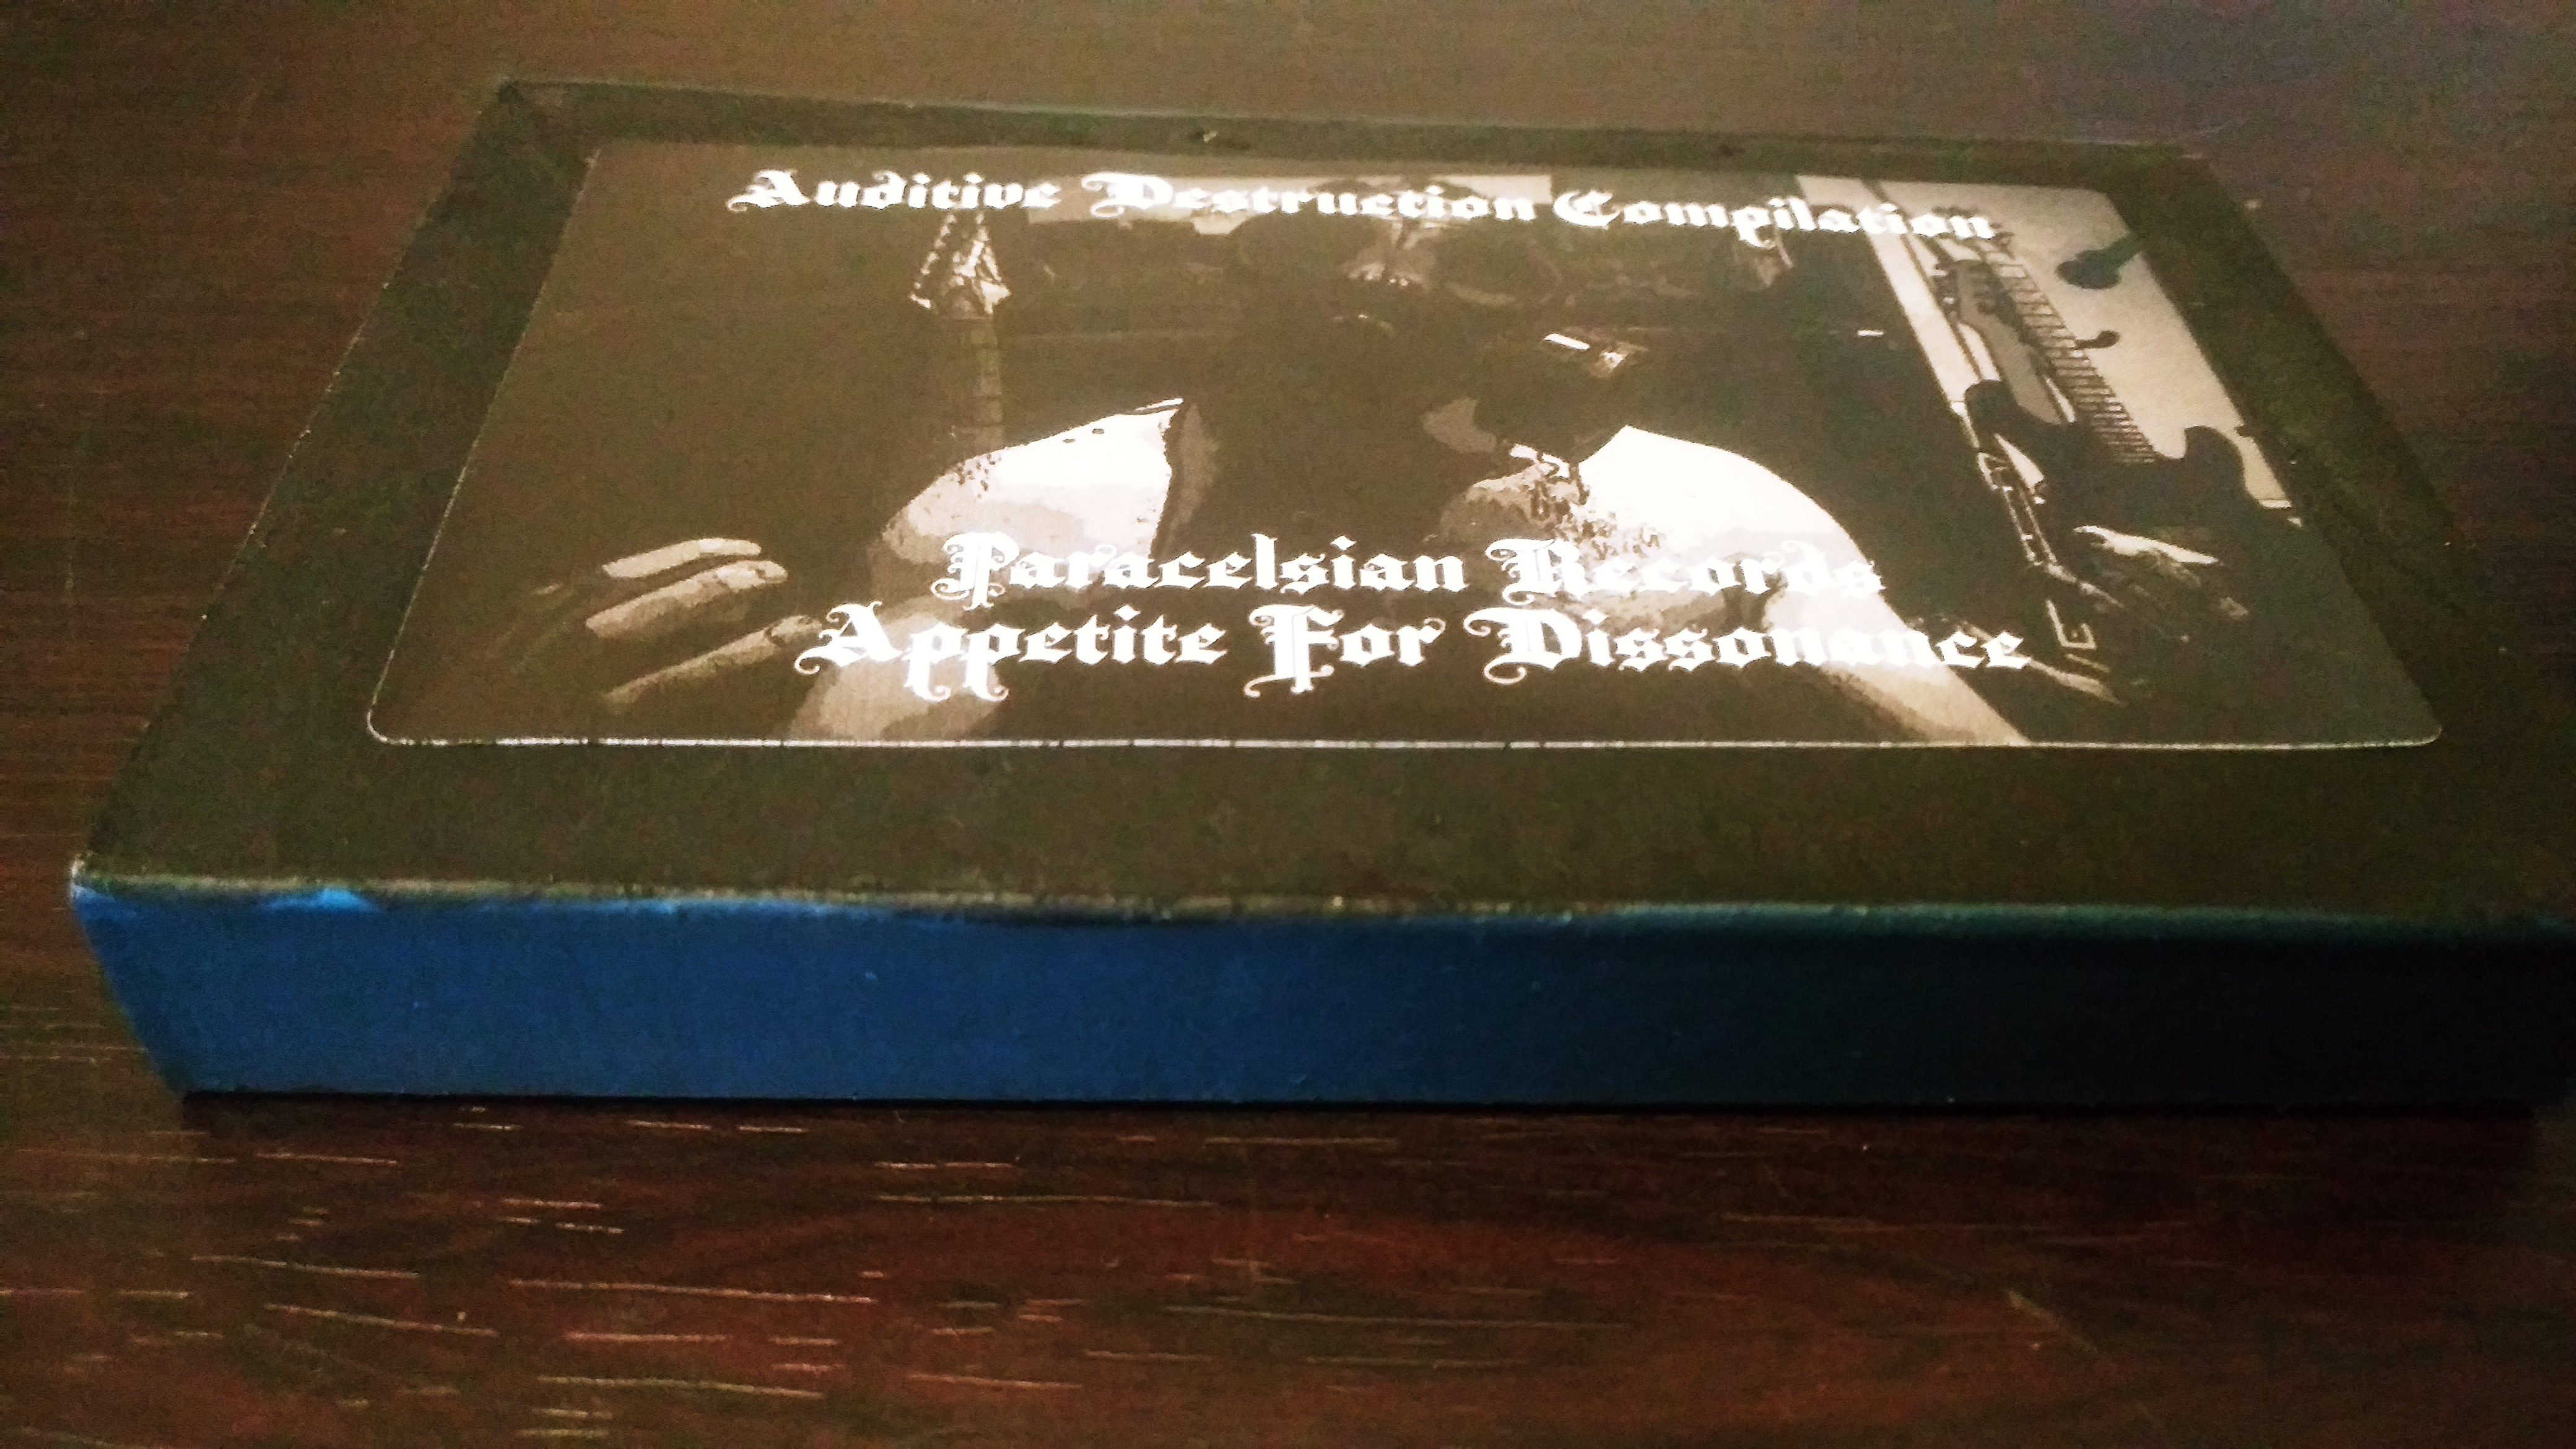 Auditive Destruction Compilation
Paracelsian Records
Appetite For Dissonance